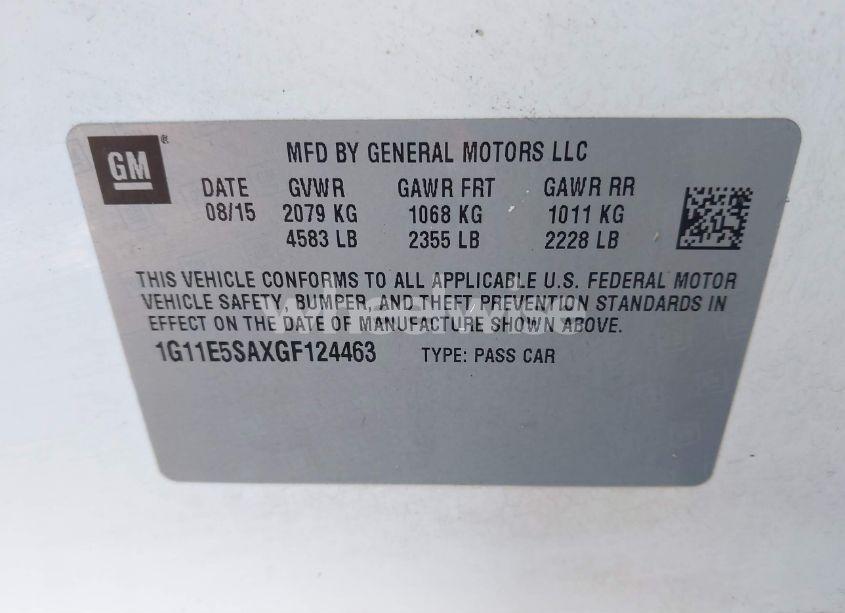 GM ®
MFD BY GENERAL MOTORS LLC
DATE GVWR GAWR FRT GAWR RR
08/15 2079 KG 1068 KG 1011 KG
4583 LB 2355 LB 2228 LB
THIS VEHICLE CONFORMS TO ALL APPLICABLE U.S. FEDERAL MOTOR
VEHICLE SAFETY, BUMPER, AND THEFT PREVENTION STANDARDS IN
EFFECT ON THE DATE OF MANUFACTURE SHOWN ABOVE.
1G11E5SAXGF124463 TYPE: PASS CAR